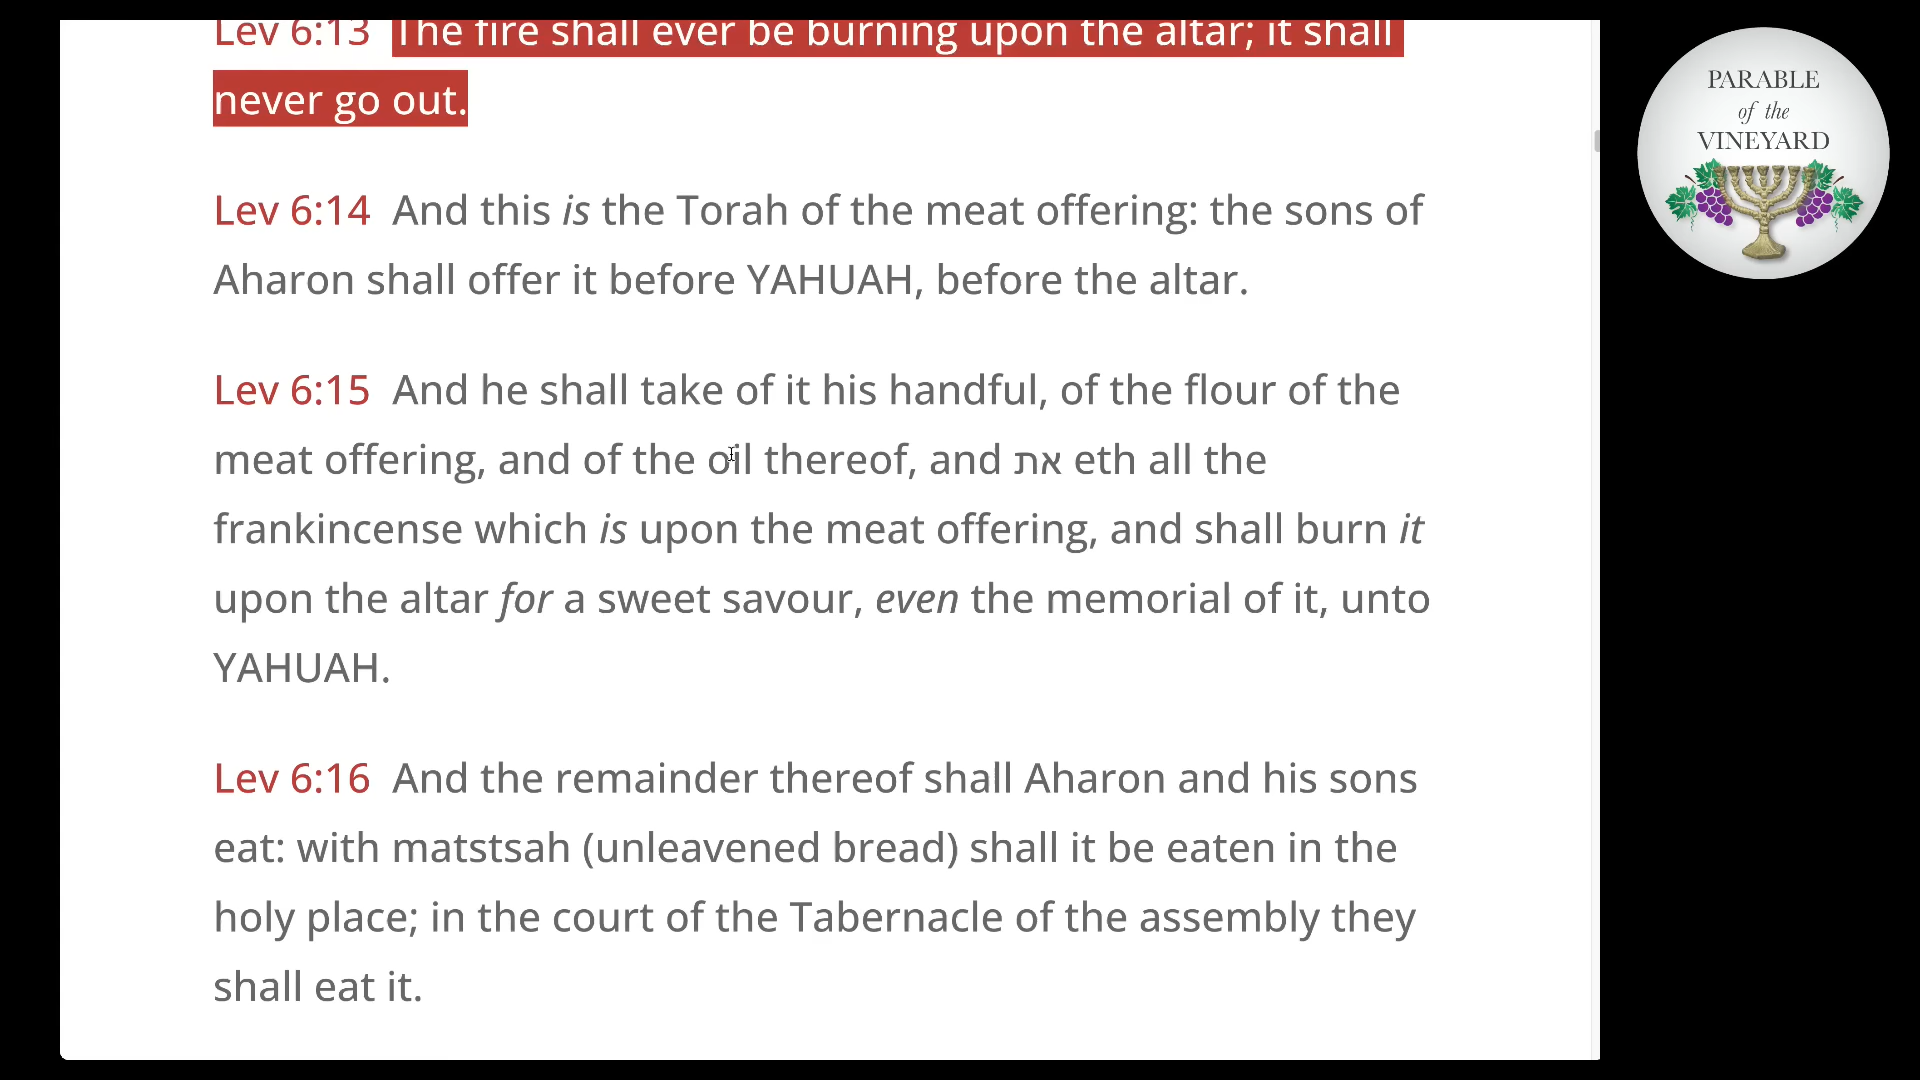 Lev 6:13 The fire shall ever be burning upon the altar; it shall
never go out.
Lev 6:14 And this is the Torah of the meat offering: the sons of
Aharon shall offer it before YAHUAH, before the altar.
Lev 6:15 And he shall take of it his handful, of the flour of the
meat offering, and of the oil thereof, and את eth all the
frankincense which is upon the meat offering, and shall burn it
upon the altar for a sweet savour, even the memorial of it, unto
YAHUAH.
Lev 6:16 And the remainder thereof shall Aharon and his sons
eat: with matstsah (unleavened bread) shall it be eaten in the
holy place; in the court of the Tabernacle of the assembly they
shall eat it.
PARABLE
of the
VINEYARD